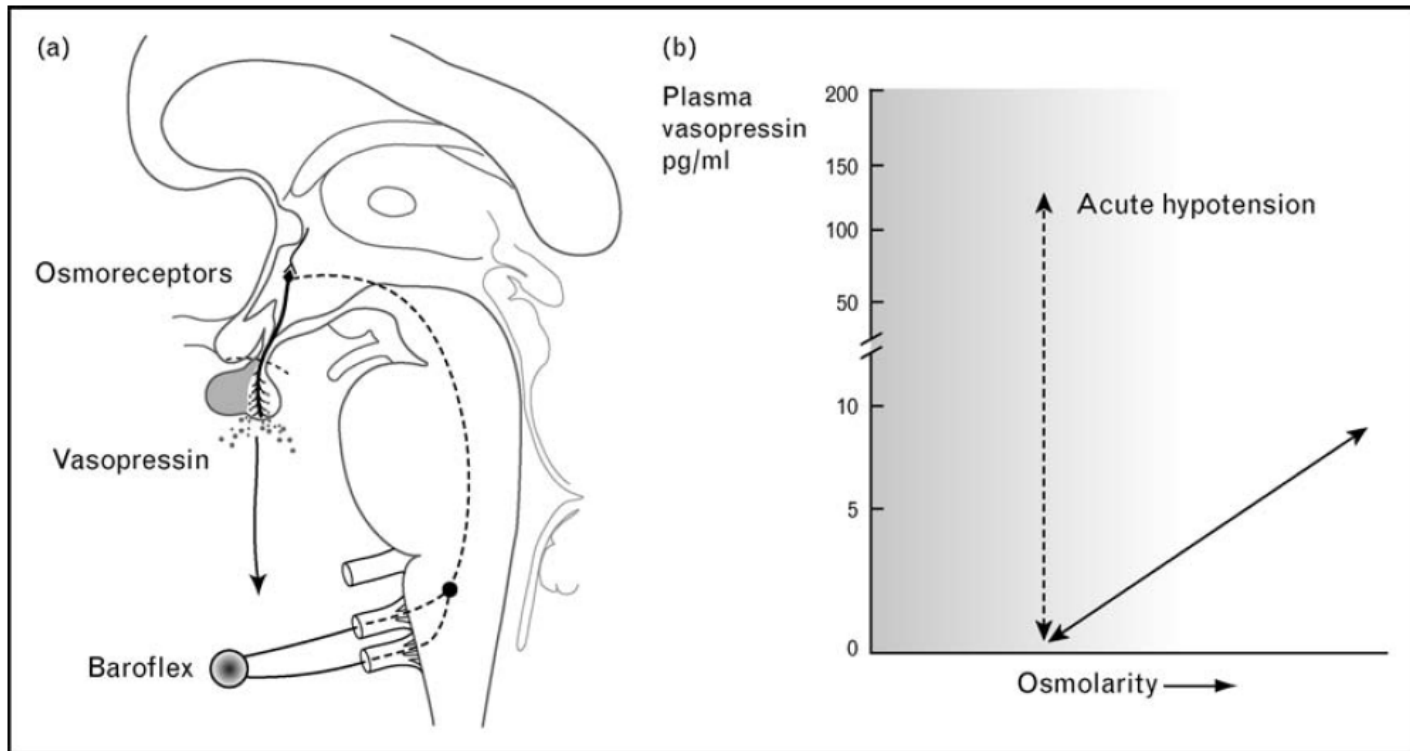 (a)
Osmoreceptors
Vasopressin
Baroflex
(b)
Plasma
vasopressin
pg/ml
200
150
100
50
10
5
0
Acute hypotension
Osmolarity